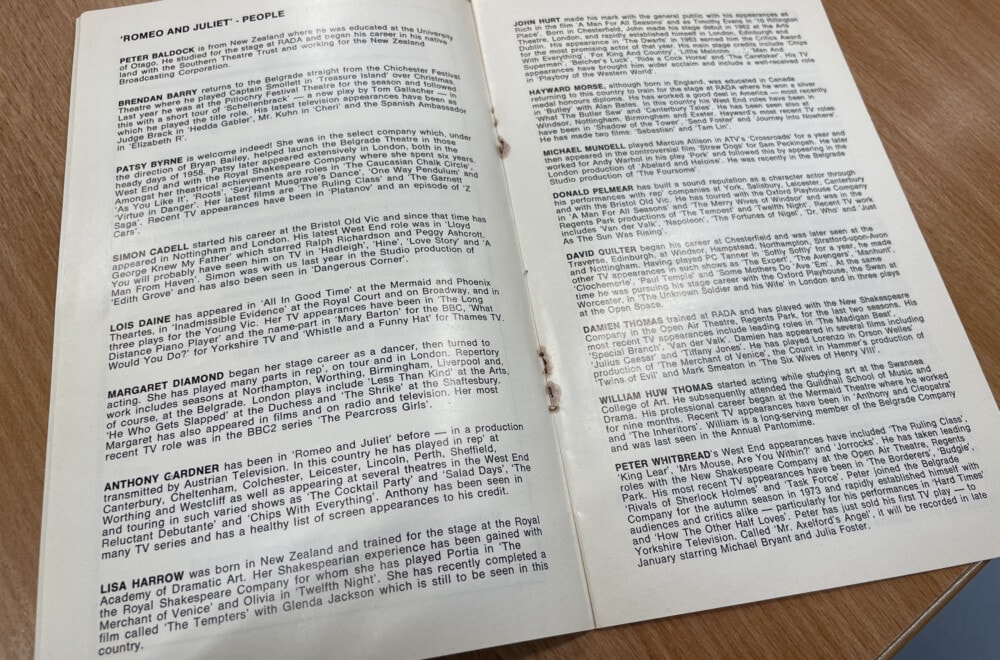 'ROMEO AND JULIET' - PEOPLE
PETER BALDOCK is from New Zealand where he was educated at the University
of Otago. He studied for the stage at RADA and began his career in his native
land with the Southern Theatre Trust and working for the New Zealand
Broadcasting Corporation.
BRENDAN BARRY returns to the Belgrade straight from the Chichester Festival
Theatre where he played Captain Smollett in 'Treasure Island' over Christmas.
Last year he was at the Pitlochry Festival Theatre for the season and followed
this with a short tour of 'Schellenbrack' — a new play by Tom Gallacher — in
which he played the title role. His latest television appearances have been as
Judge Brack in 'Hedda Gabler', Mr. Kuhn in 'Cheri' and the Spanish Ambassador
in 'Elizabeth R'.
PATSY BYRNE is welcome indeed! She was in the select company which, under
the direction of Bryan Bailey, helped launch the Belgrade Theatre in those
heady days of 1958. Patsy later appeared extensively in London, both in the
West End and with the Royal Shakespeare Company where she spent six years.
Amongst her theatrical achievements are roles in 'The Caucasian Chalk Circle',
'As You Like It', 'Roots', 'Serjeant Musgrave's Dance', 'One Way Pendulum' and
'Virtue in Danger'. Her latest films are 'The Ruling Class' and 'The Garnett
Saga'. Recent TV appearances have been in 'Platanov' and an episode of 'Z
Cars'.
SIMON CADELL started his career at the Bristol Old Vic and since that time has
appeared in Nottingham and London. His latest West End role was in 'Lloyd
George Knew My Father' which starred Ralph Richardson and Peggy Ashcroft.
You will probably have seen him on TV in 'Hadleigh', 'Hine', 'Love Story' and 'A
Man From Haven'. Simon was with us last year in the Studio production of
'Edith Grove' and has also been seen in 'Dangerous Corner'.
LOIS DAINE has appeared in 'All In Good Time' at the Mermaid and Phoenix
Theatres, in 'Inadmissible Evidence' at the Royal Court and on Broadway, and in
three plays for the Young Vic. Her TV appearances have been in 'The Long
Distance Piano Player' and the name-part in 'Mary Barton' for the BBC, 'What
Would You Do?' for Yorkshire TV and 'Whistle and a Funny Hat' for Thames TV.
MARGARET DIAMOND began her stage career as a dancer, then turned to
acting. She has played many parts in rep', on tour and in London. Repertory
work includes seasons at Northampton, Worthing, Birmingham, Liverpool and,
of course, at the Belgrade. London plays include 'Less Than Kind' at the Arts,
'He Who Gets Slapped' at the Duchess and 'The Shrike' at the Shaftesbury.
Margaret has also appeared in films and on radio and television. Her most
recent TV role was in the BBC2 series 'The Pearcross Girls'.
ANTHONY GARDNER has been in 'Romeo and Juliet' before — in a production
transmitted by Austrian Television. In this country he has played in rep' at
Canterbury, Cheltenham, Colchester, Leicester, Lincoln, Perth, Sheffield,
Worthing and Westcliff as well as appearing at several theatres in the West End
and touring in such varied shows as 'The Cocktail Party' and 'Salad Days', 'The
Reluctant Debutante' and 'Chips With Everything'. Anthony has been seen in
many TV series and has a healthy list of screen appearances to his credit.
LISA HARROW was born in New Zealand and trained for the stage at the Royal
Academy of Dramatic Art. Her Shakespearian experience has been gained with
the Royal Shakespeare Company for whom she has played Portia in 'The
Merchant of Venice' and Olivia in 'Twelfth Night'. She has recently completed a
film called 'The Tempters' with Glenda Jackson which is still to be seen in this
country.
JOHN HURT made his mark with the general public with his appearances as
Rich in the film 'A Man For All Seasons' and as Timothy Evans in '10 Rillington
Place'. Born in Chesterfield, John made his stage debut in 1962 at the Arts
Theatre, London, and rapidly established himself in London, Edinburgh and
Dublin. His appearance in 'The Dwarfs' in 1963 earned him the Critics Award
for the most promising actor of that year. His main stage credits include 'Chips
With Everything', 'For King And Country', 'Little Malcolm . . .', 'Man And
Superman', 'Belcher's Luck', 'Ride a Cock Horse' and 'The Caretaker'. His TV
appearances have brought him wider acclaim and include a well-received role
in 'Playboy of the Western World'.
HAYWARD MORSE, although born in England, was educated in Canada
returning to this country to train for the stage at RADA where he won a silver
medal honours diploma. He has worked a good deal in America — most recently
in 'Butley' with Alan Bates. In this country his West End roles have been in
'What The Butler Saw' and 'Canterbury Tales'. He has been seen also at
Windsor, Nottingham, Birmingham and Exeter. Hayward's most recent TV roles
have been in 'Shadow of the Tower', 'Send Foster' and 'Journey Into Nowhere'.
He has made two films: 'Sebastian' and 'Tam Lin'.
MICHAEL MUNDELL played Marcus Allison in ATV's 'Crossroads' for a year and
then appeared in the controversial film 'Straw Dogs' for Sam Peckinpah. He later
worked for Andy Warhol in his play 'Pork' and followed this by appearing in the
London production of 'Abelard and Heloise'. He was recently in the Belgrade
Studio production of 'The Foursome'.
DONALD PELMEAR has built a sound reputation as a character actor through
his performances with rep' companies at York, Salisbury, Leicester, Canterbury
and with the Bristol Old Vic. He has toured with the Oxford Playhouse Company
in 'A Man For All Seasons' and 'The Merry Wives of Windsor' and was in the
Regents Park productions of 'The Tempest' and 'Twelfth Night'. Recent TV work
includes 'Van der Valk', 'Napoleon', 'The Fortunes of Nigel', 'Dr. Who' and 'Just
As The Sun Was Rising'.
DAVID QUILTER began his career at Chesterfield and was later seen at the
Traverse, Edinburgh, at Windsor, Hampstead, Northampton, Stratford-upon-Avon
and Nottingham. Having played PC Tanner in 'Softly Softly' for a year, he made
other TV appearances in such shows as 'The Expert', 'The Avengers', 'Manhunt',
'Clochemerle', 'Paul Temple' and 'Some Mothers Do 'Ave 'Em'. At the same
time he was pursuing his stage career with the Oxford Playhouse, the Swan at
Worcester, in 'The Unknown Soldier and his Wife' in London and in two plays
at the Open Space.
DAMIEN THOMAS trained at RADA and has played with the New Shakespeare
Company in the Open Air Theatre, Regents Park, for the last two seasons. His
most recent TV appearances include leading roles in 'The Madigan Beat',
'Special Branch', 'Van der Valk'. Damien has appeared in several films including
'Julius Caesar' and 'Tiffany Jones'. He has played Lorenzo in Orson Welles'
production of 'The Merchant of Venice', the Count in Hammer's production of
'Twins of Evil' and Mark Smeaton in 'The Six Wives of Henry VIII'.
WILLIAM HUW THOMAS started acting while studying art at the Swansea
College of Art. He subsequently attended the Guildhall School of Music and
Drama. His professional career began at the Mermaid Theatre where he worked
for nine months. Recent TV appearances have been in 'Anthony and Cleopatra'
and 'The Inheritors'. William is a long-serving member of the Belgrade Company
and was last seen in the Annual Pantomime.
PETER WHITBREAD's West End appearances have included 'The Ruling Class',
'King Lear', 'Mrs Mouse, Are You Within?' and 'Jorrocks'. He has taken leading
roles with the New Shakespeare Company at the Open Air Theatre, Regents
Park. His most recent TV appearances have been in 'The Borderers', 'Budgie',
'Rivals of Sherlock Holmes' and 'Task Force'. Peter joined the Belgrade
Company for the autumn season in 1973 and rapidly established himself with
audiences and critics alike — particularly for his performances in 'Hard Times'
and 'How The Other Half Loves'. Peter has just sold his first TV play — to
Yorkshire Television. Called 'Mr. Axelford's Angel', it will be recorded in late
January starring Michael Bryant and Julia Foster.